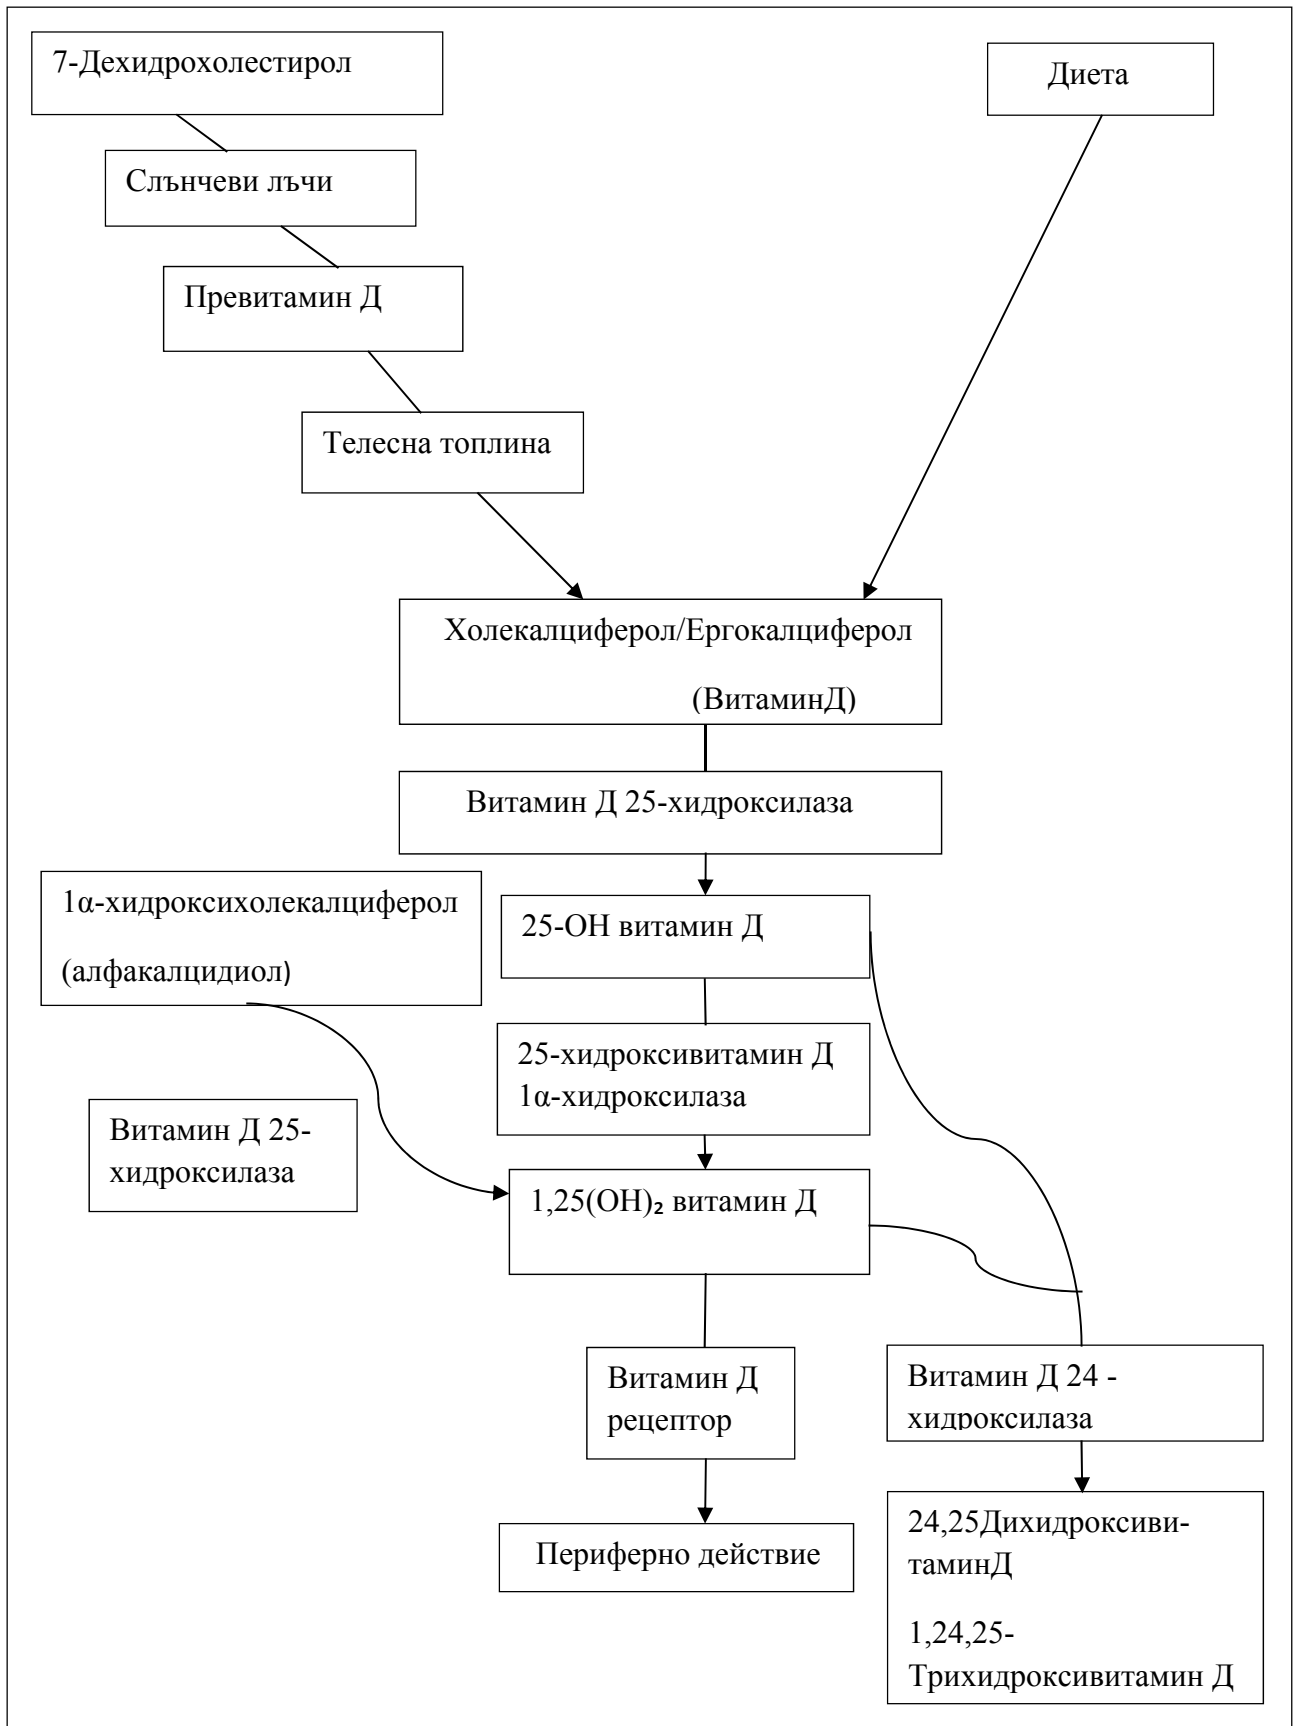 7-Дехидрохолестирол
Диета
Слънчеви лъчи
Превитамин Д
Телесна топлина
Холекалциферол/Ергокалциферол
(ВитаминД)
Витамин Д 25-хидроксилаза
1α-хидроксихолекалциферол
(алфакалцидиол)
25-ОН витамин Д
25-хидроксивитамин Д
1α-хидроксилаза
Витамин Д 25-
хидроксилаза
1,25(ОН)₂ витамин Д
Витамин Д
рецептор
Витамин Д 24 -
хидроксилаза
Периферно действие
24,25Дихидроксиви-
таминД
1,24,25-
Трихидроксивитамин Д